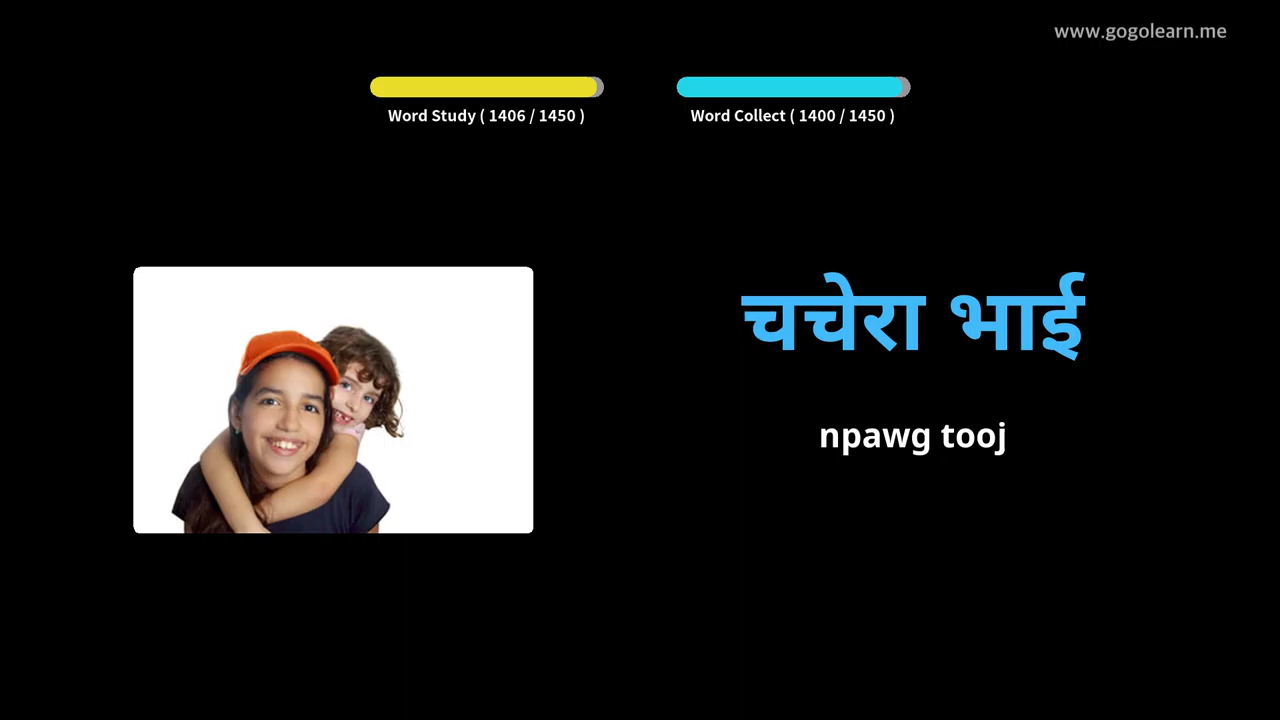 www.gogolearn.me
Word Study ( 1406 / 1450 )
Word Collect ( 1400 / 1450 )
चचेरा भाई
npawg tooj